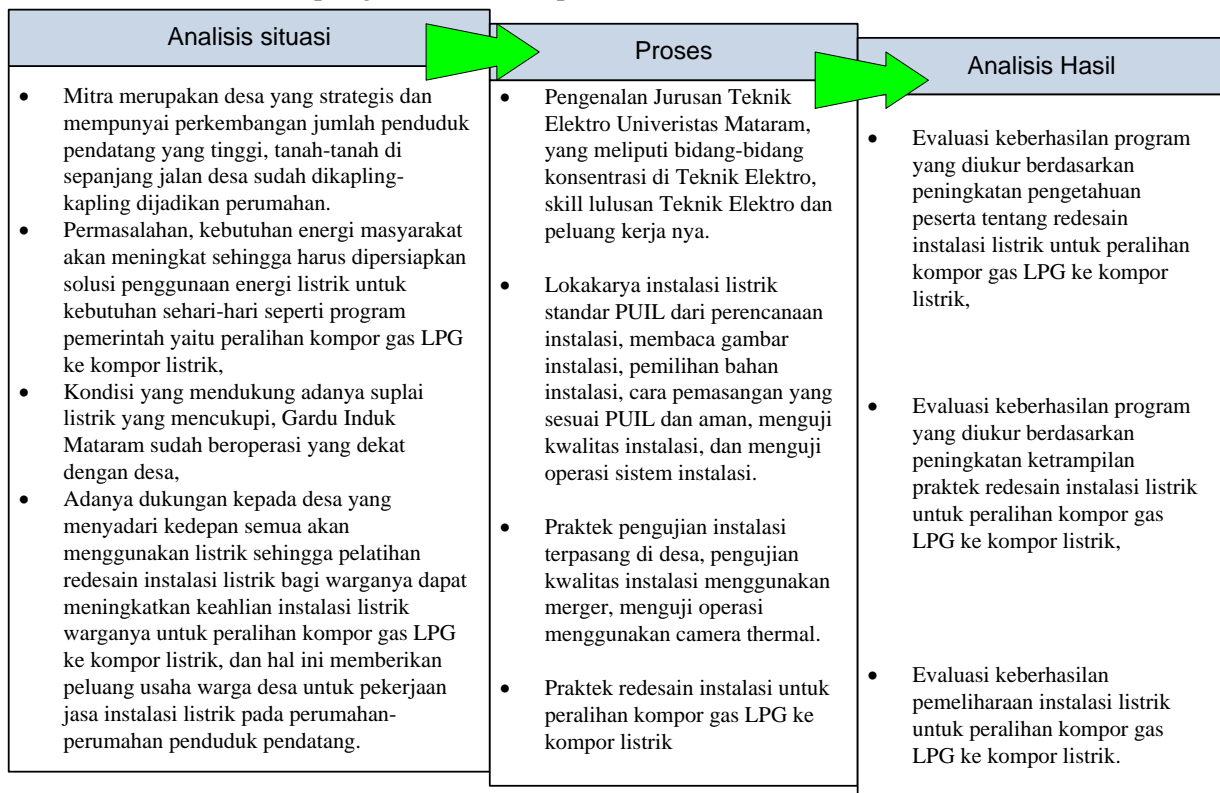 Analisis situasi
• Mitra merupakan desa yang strategis dan
mempunyai perkembangan jumlah penduduk
pendatang yang tinggi, tanah-tanah di
sepanjang jalan desa sudah dikapling-
kapling dijadikan perumahan.
• Permasalahan, kebutuhan energi masyarakat
akan meningkat sehingga harus dipersiapkan
solusi penggunaan energi listrik untuk
kebutuhan sehari-hari seperti program
pemerintah yaitu peralihan kompor gas LPG
ke kompor listrik,
• Kondisi yang mendukung adanya suplai
listrik yang mencukupi, Gardu Induk
Mataram sudah beroperasi yang dekat
dengan desa,
• Adanya dukungan kepada desa yang
menyadari kedepan semua akan
menggunakan listrik sehingga pelatihan
redesain instalasi listrik bagi warganya dapat
meningkatkan keahlian instalasi listrik
warganya untuk peralihan kompor gas LPG
ke kompor listrik, dan hal ini memberikan
peluang usaha warga desa untuk pekerjaan
jasa instalasi listrik pada perumahan-
perumahan penduduk pendatang.
Proses
• Pengenalan Jurusan Teknik
Elektro Univeristas Mataram,
yang meliputi bidang-bidang
konsentrasi di Teknik Elektro,
skill lulusan Teknik Elektro dan
peluang kerja nya.
• Lokakarya instalasi listrik
standar PUIL dari perencanaan
instalasi, membaca gambar
instalasi, pemilihan bahan
instalasi, cara pemasangan yang
sesuai PUIL dan aman, menguji
kwalitas instalasi, dan menguji
operasi sistem instalasi.
• Praktek pengujian instalasi
terpasang di desa, pengujian
kwalitas instalasi menggunakan
merger, menguji operasi
menggunakan camera thermal.
• Praktek redesain instalasi untuk
peralihan kompor gas LPG ke
kompor listrik
Analisis Hasil
• Evaluasi keberhasilan program
yang diukur berdasarkan
peningkatan pengetahuan
peserta tentang redesain
instalasi listrik untuk peralihan
kompor gas LPG ke kompor
listrik,
• Evaluasi keberhasilan program
yang diukur berdasarkan
peningkatan ketrampilan
praktek redesain instalasi listrik
untuk peralihan kompor gas
LPG ke kompor listrik,
• Evaluasi keberhasilan
pemeliharaan instalasi listrik
untuk peralihan kompor gas
LPG ke kompor listrik.